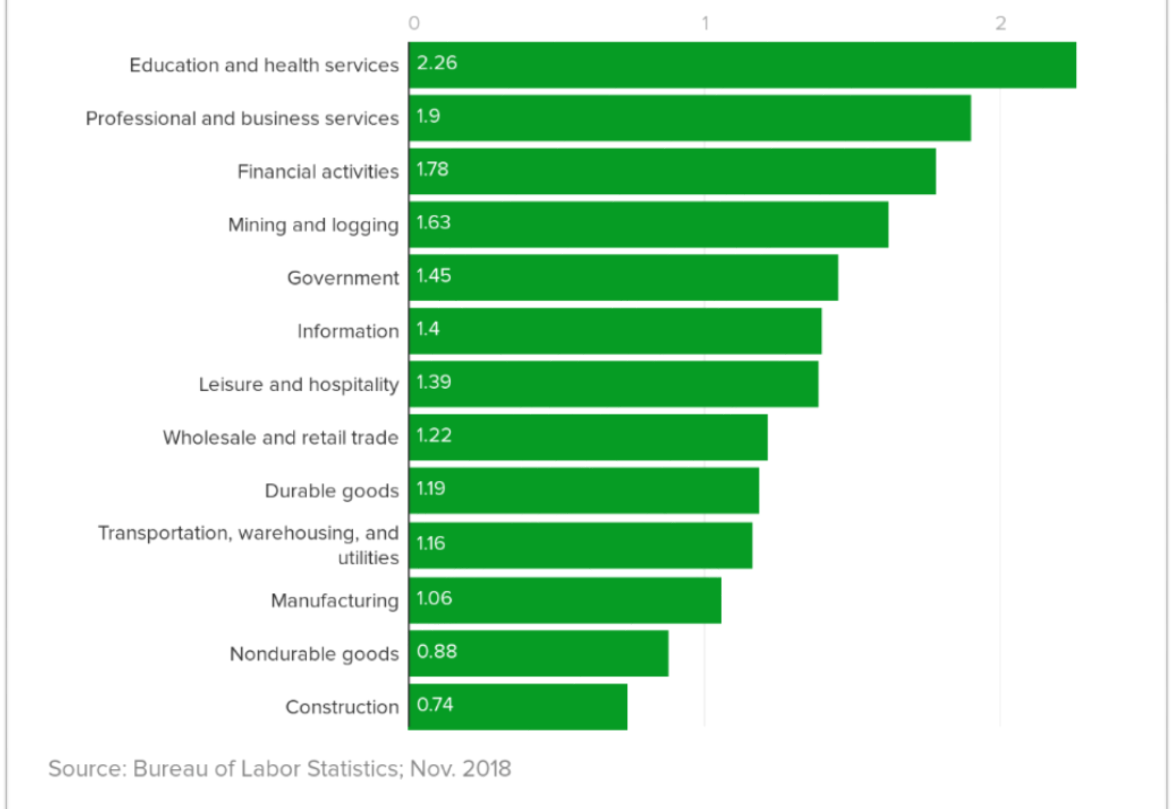 0 1 2
Education and health services 2.26
Professional and business services 1.9
Financial activities 1.78
Mining and logging 1.63
Government 1.45
Information 1.4
Leisure and hospitality 1.39
Wholesale and retail trade 1.22
Durable goods 1.19
Transportation, warehousing, and
utilities 1.16
Manufacturing 1.06
Nondurable goods 0.88
Construction 0.74
Source: Bureau of Labor Statistics; Nov. 2018